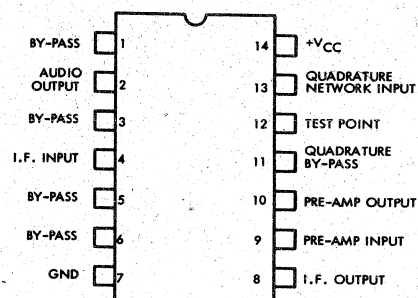 BY-PASS 1
AUDIO
OUTPUT 2
BY-PASS 3
I.F. INPUT 4
BY-PASS 5
BY-PASS 6
GND 7
14 +VCC
13 QUADRATURE
NETWORK INPUT
12 TEST POINT
11 QUADRATURE
BY-PASS
10 PRE-AMP OUTPUT
9 PRE-AMP INPUT
8 I.F. OUTPUT